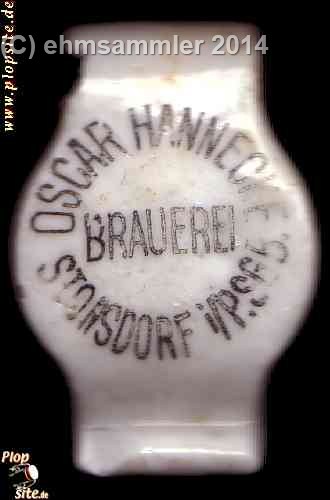 www.plopsite.de
(C) ehmsammler 2014
OSCAR HANNECKE
BRAUEREI
STONSDORF
Plop
Site.de